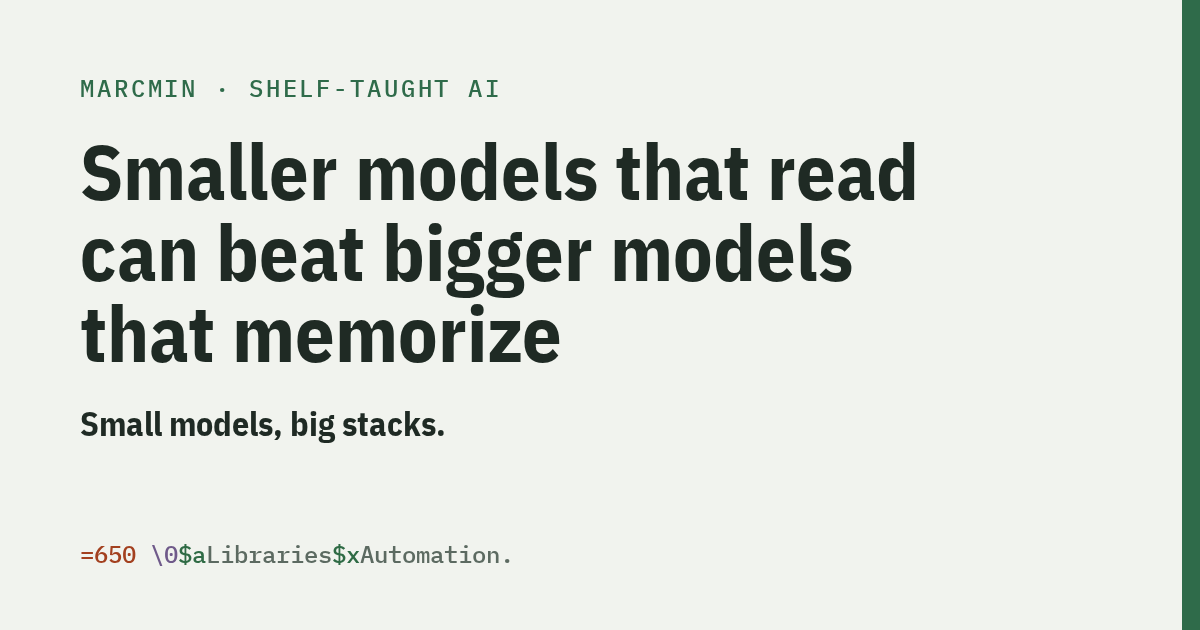 MARCMIN · SHELF-TAUGHT AI
Smaller models that read
can beat bigger models
that memorize
Small models, big stacks.
=650 \0$aLibraries$xAutomation.